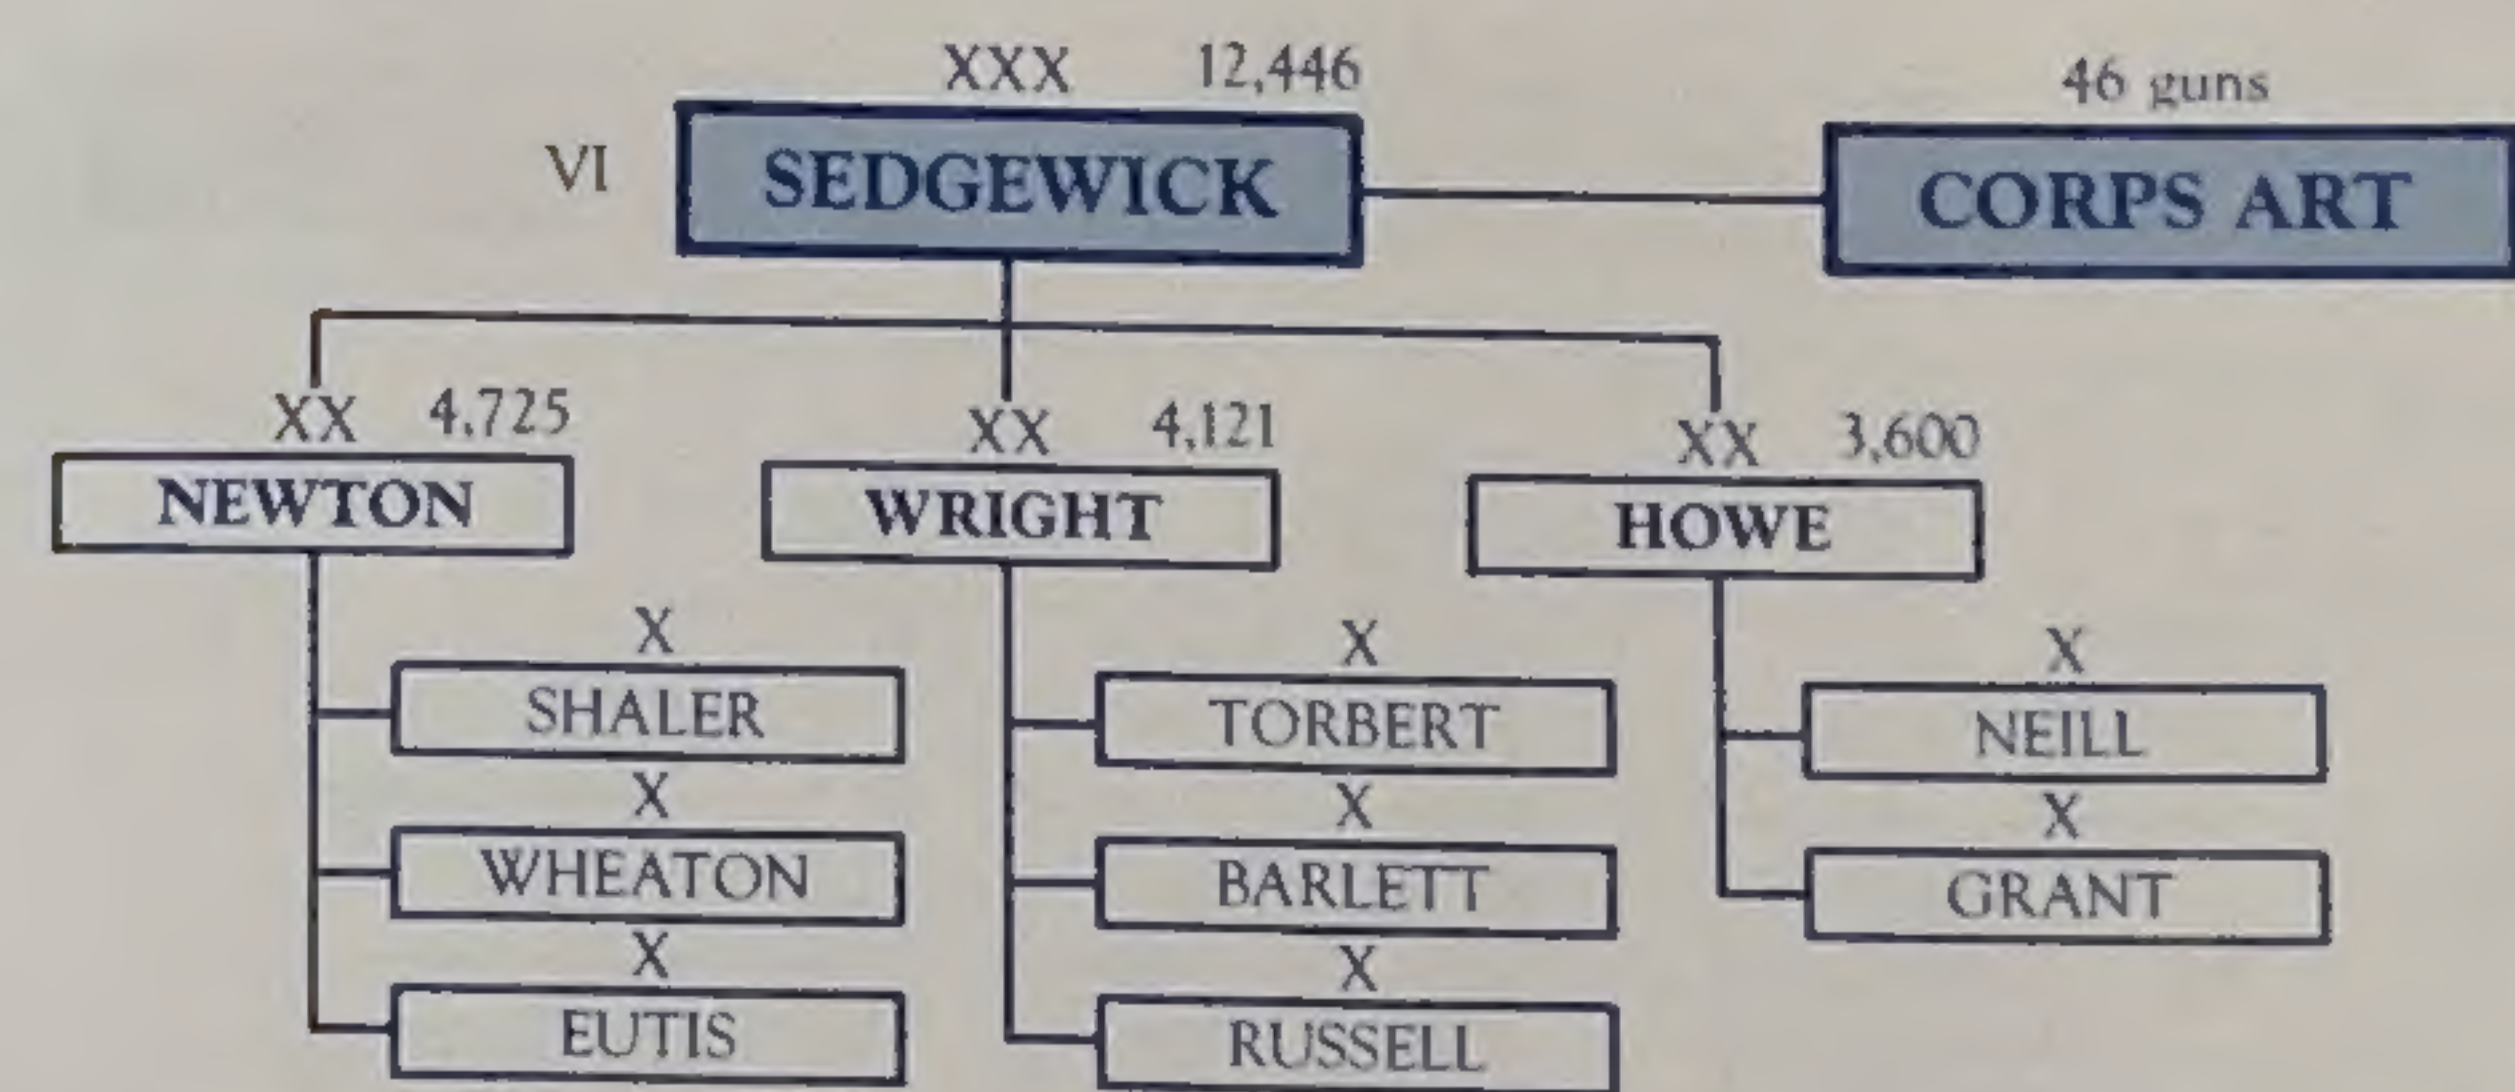 XXX 12,446
46 guns
VI
SEDGEWICK
CORPS ART
XX 4,725
NEWTON
XX 4,121
WRIGHT
XX 3,600
HOWE
X
SHALER
X
WHEATON
X
EUTIS
X
TORBERT
X
BARLETT
X
RUSSELL
X
NEILL
X
GRANT